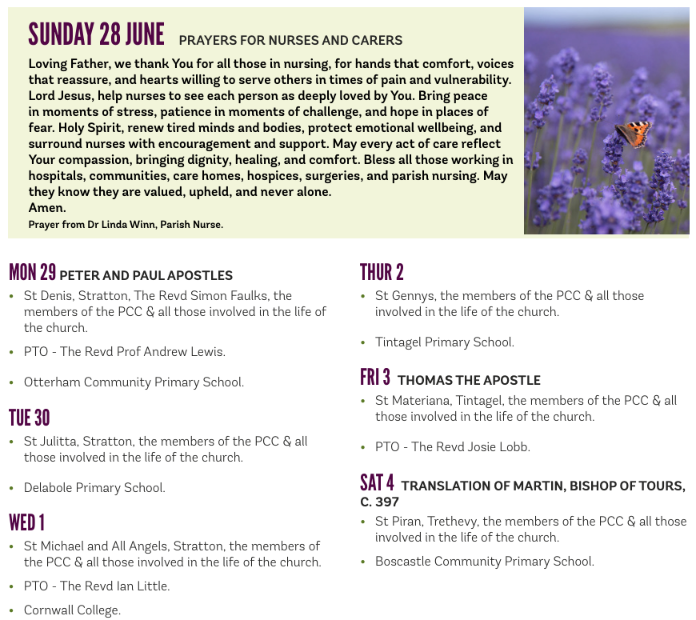 SUNDAY 28 JUNE PRAYERS FOR NURSES AND CARERS
Loving Father, we thank You for all those in nursing, for hands that comfort, voices
that reassure, and hearts willing to serve others in times of pain and vulnerability.
Lord Jesus, help nurses to see each person as deeply loved by You. Bring peace
in moments of stress, patience in moments of challenge, and hope in places of
fear. Holy Spirit, renew tired minds and bodies, protect emotional wellbeing, and
surround nurses with encouragement and support. May every act of care reflect
Your compassion, bringing dignity, healing, and comfort. Bless all those working in
hospitals, communities, care homes, hospices, surgeries, and parish nursing. May
they know they are valued, upheld, and never alone.
Amen.
Prayer from Dr Linda Winn, Parish Nurse.
MON 29 PETER AND PAUL APOSTLES
• St Denis, Stratton, The Revd Simon Faulks, the
members of the PCC & all those involved in the life of
the church.
• PTO - The Revd Prof Andrew Lewis.
• Otterham Community Primary School.
TUE 30
• St Julitta, Stratton, the members of the PCC & all
those involved in the life of the church.
• Delabole Primary School.
WED 1
• St Michael and All Angels, Stratton, the members of
the PCC & all those involved in the life of the church.
• PTO - The Revd Ian Little.
• Cornwall College.
THUR 2
• St Gennys, the members of the PCC & all those
involved in the life of the church.
• Tintagel Primary School.
FRI 3 THOMAS THE APOSTLE
• St Materiana, Tintagel, the members of the PCC & all
those involved in the life of the church.
• PTO - The Revd Josie Lobb.
SAT 4 TRANSLATION OF MARTIN, BISHOP OF TOURS,
C. 397
• St Piran, Trethevy, the members of the PCC & all those
involved in the life of the church.
• Boscastle Community Primary School.